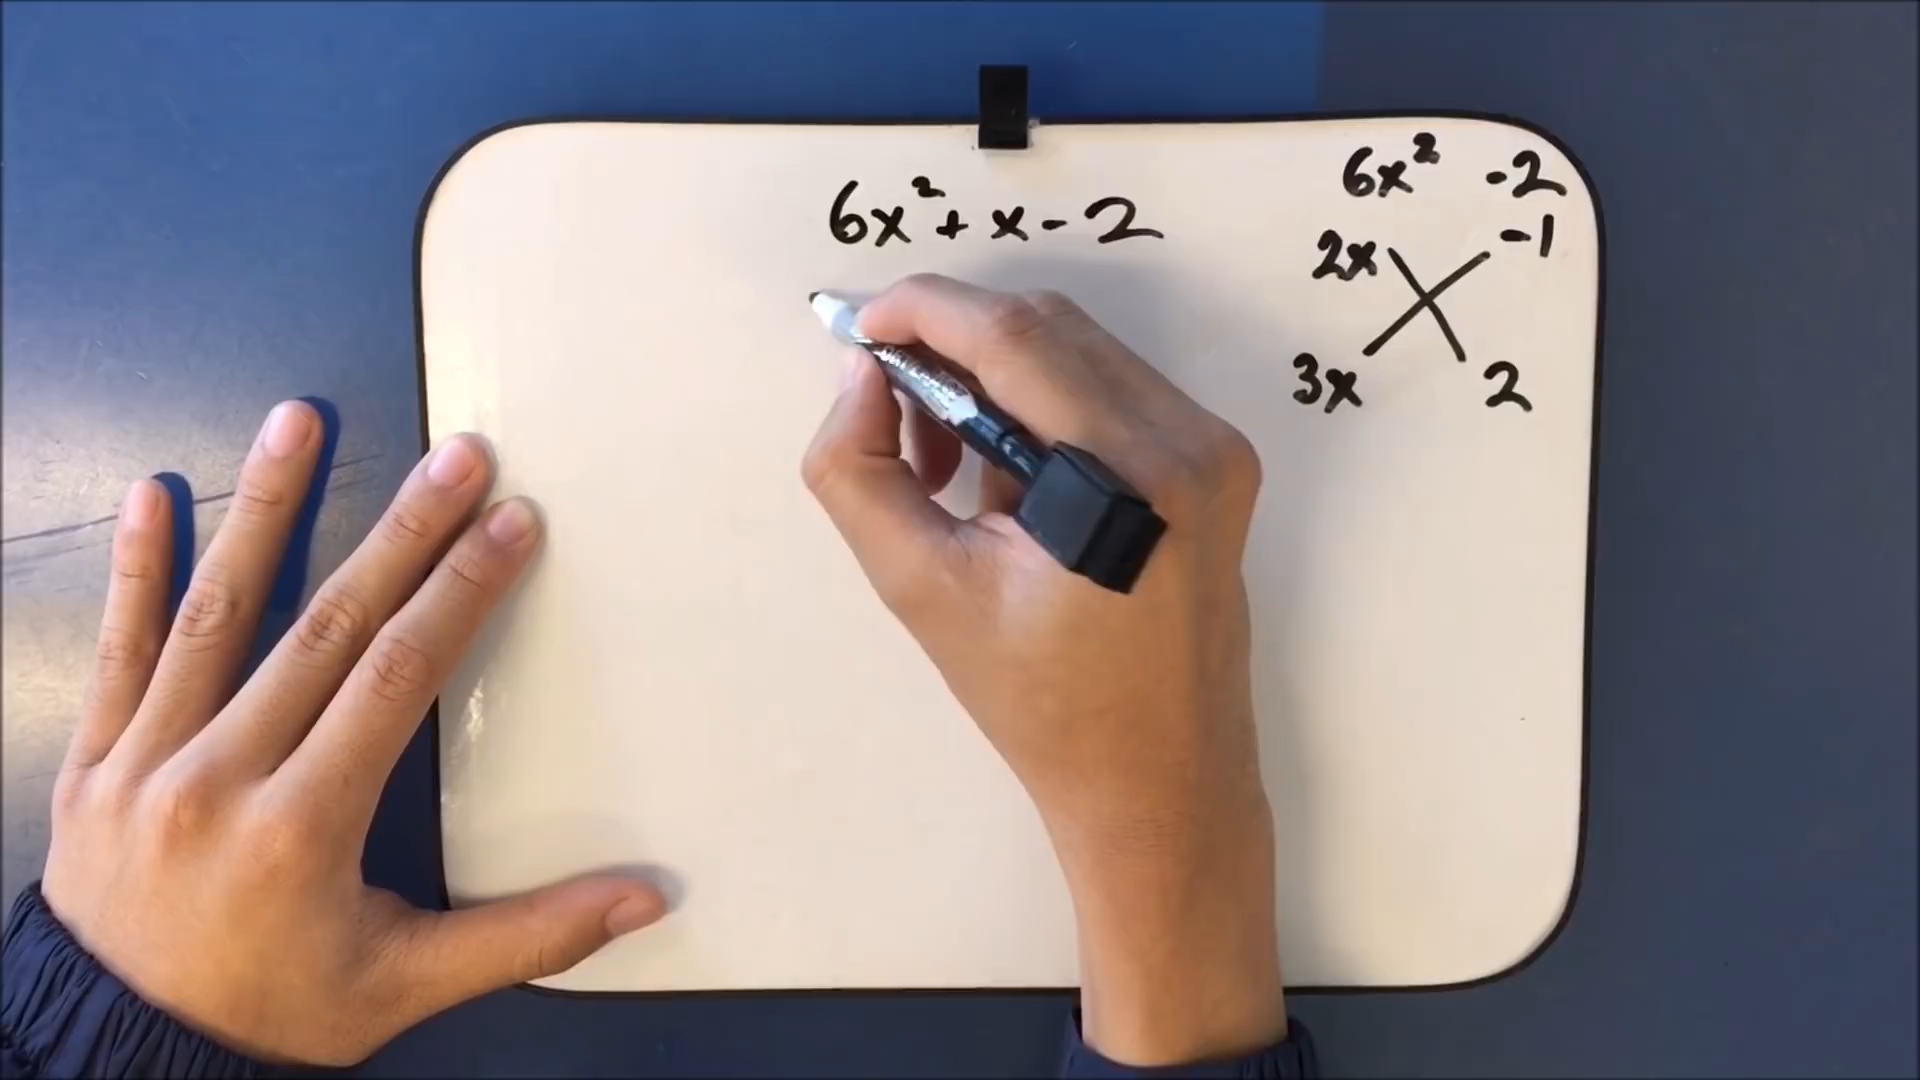 6x² + x - 2
6x² -2
2x -1
3x 2